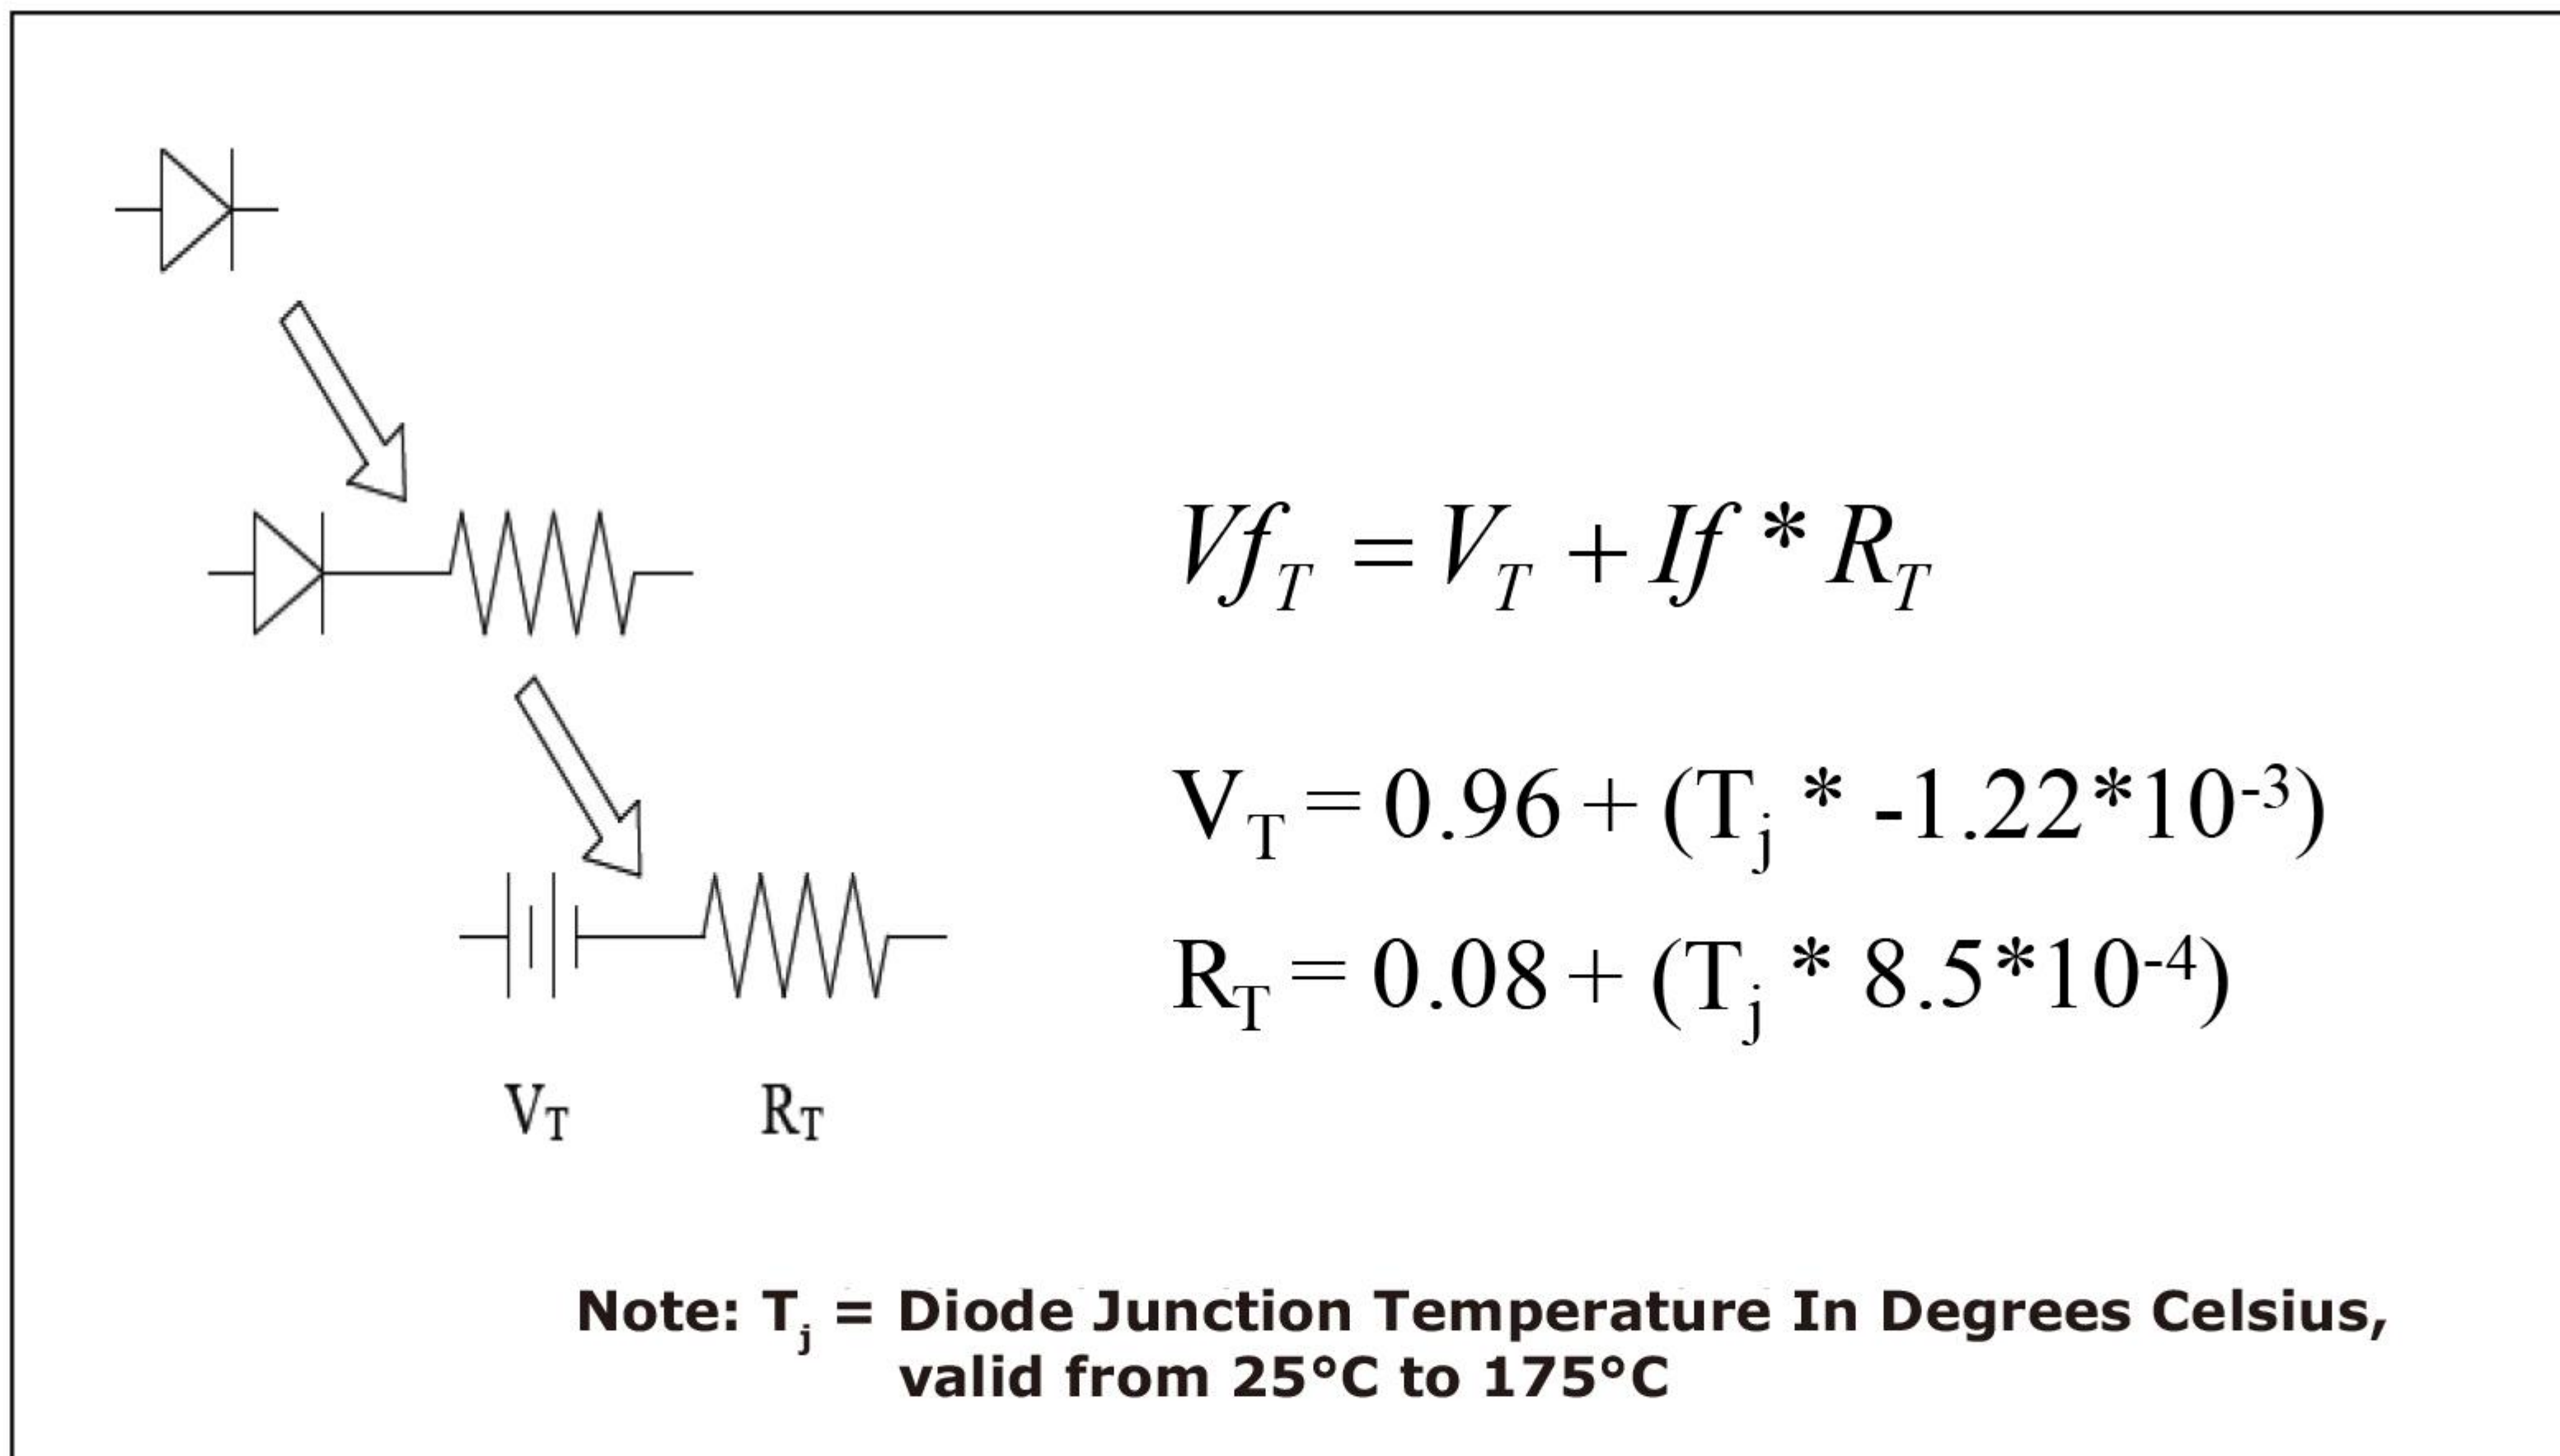 Vf_T = V_T + If * R_T
V_T = 0.96 + (T_j * -1.22*10^-3)
R_T = 0.08 + (T_j * 8.5*10^-4)
V_T R_T
Note: T_j = Diode Junction Temperature In Degrees Celsius,
valid from 25°C to 175°C